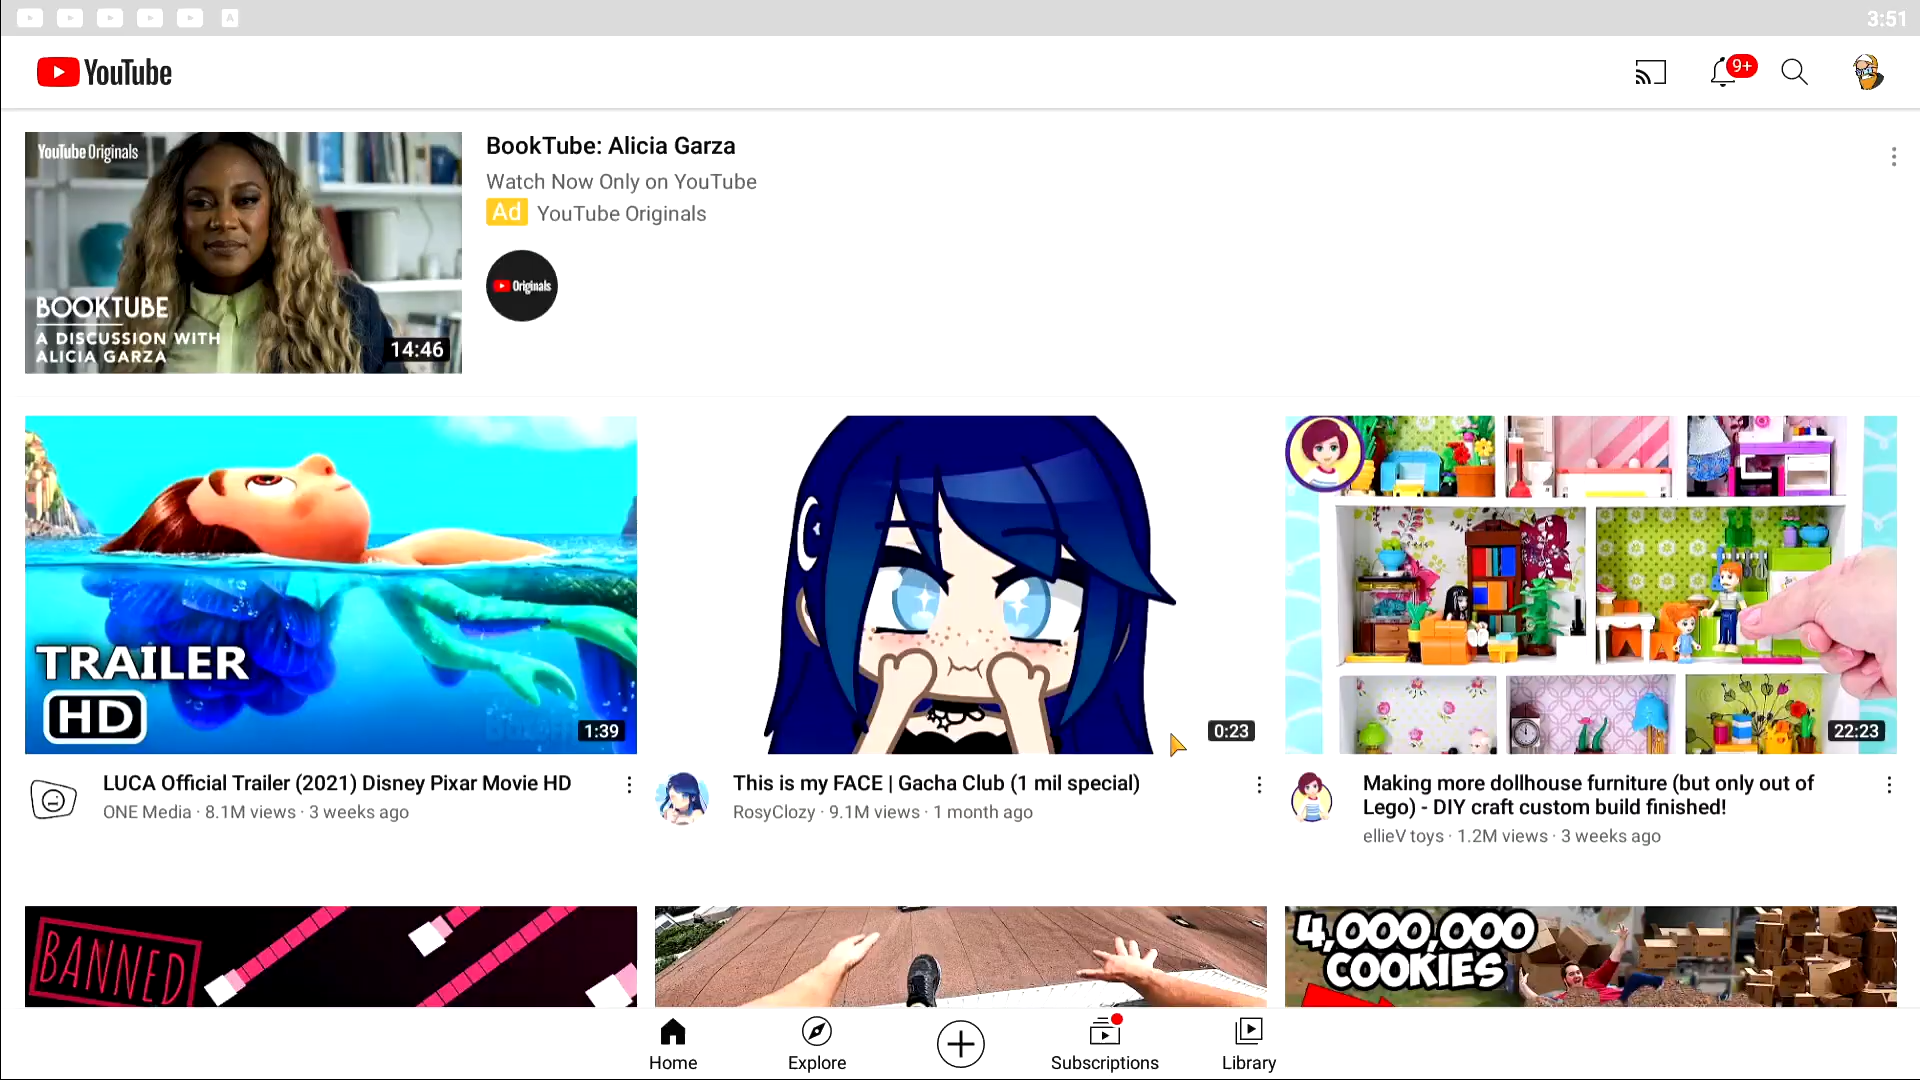 3:51
YouTube
9+
YouTube Originals
BOOKTUBE
A DISCUSSION WITH
ALICIA GARZA
14:46
BookTube: Alicia Garza
Watch Now Only on YouTube
Ad YouTube Originals
Originals
TRAILER
HD
1:39
0:23
22:23
LUCA Official Trailer (2021) Disney Pixar Movie HD
ONE Media · 8.1M views · 3 weeks ago
This is my FACE | Gacha Club (1 mil special)
RosyClozy · 9.1M views · 1 month ago
Making more dollhouse furniture (but only out of
Lego) - DIY craft custom build finished!
ellieV toys · 1.2M views · 3 weeks ago
BANNED
4,000,000
COOKIES
Home
Explore
Subscriptions
Library